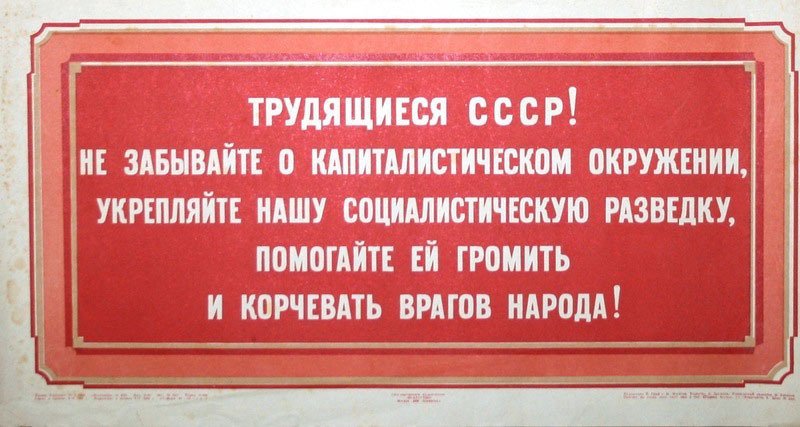 ТРУДЯЩИЕСЯ СССР!
НЕ ЗАБЫВАЙТЕ О КАПИТАЛИСТИЧЕСКОМ ОКРУЖЕНИИ,
УКРЕПЛЯЙТЕ НАШУ СОЦИАЛИСТИЧЕСКУЮ РАЗВЕДКУ,
ПОМОГАЙТЕ ЕЙ ГРОМИТЬ
И КОРЧЕВАТЬ ВРАГОВ НАРОДА!